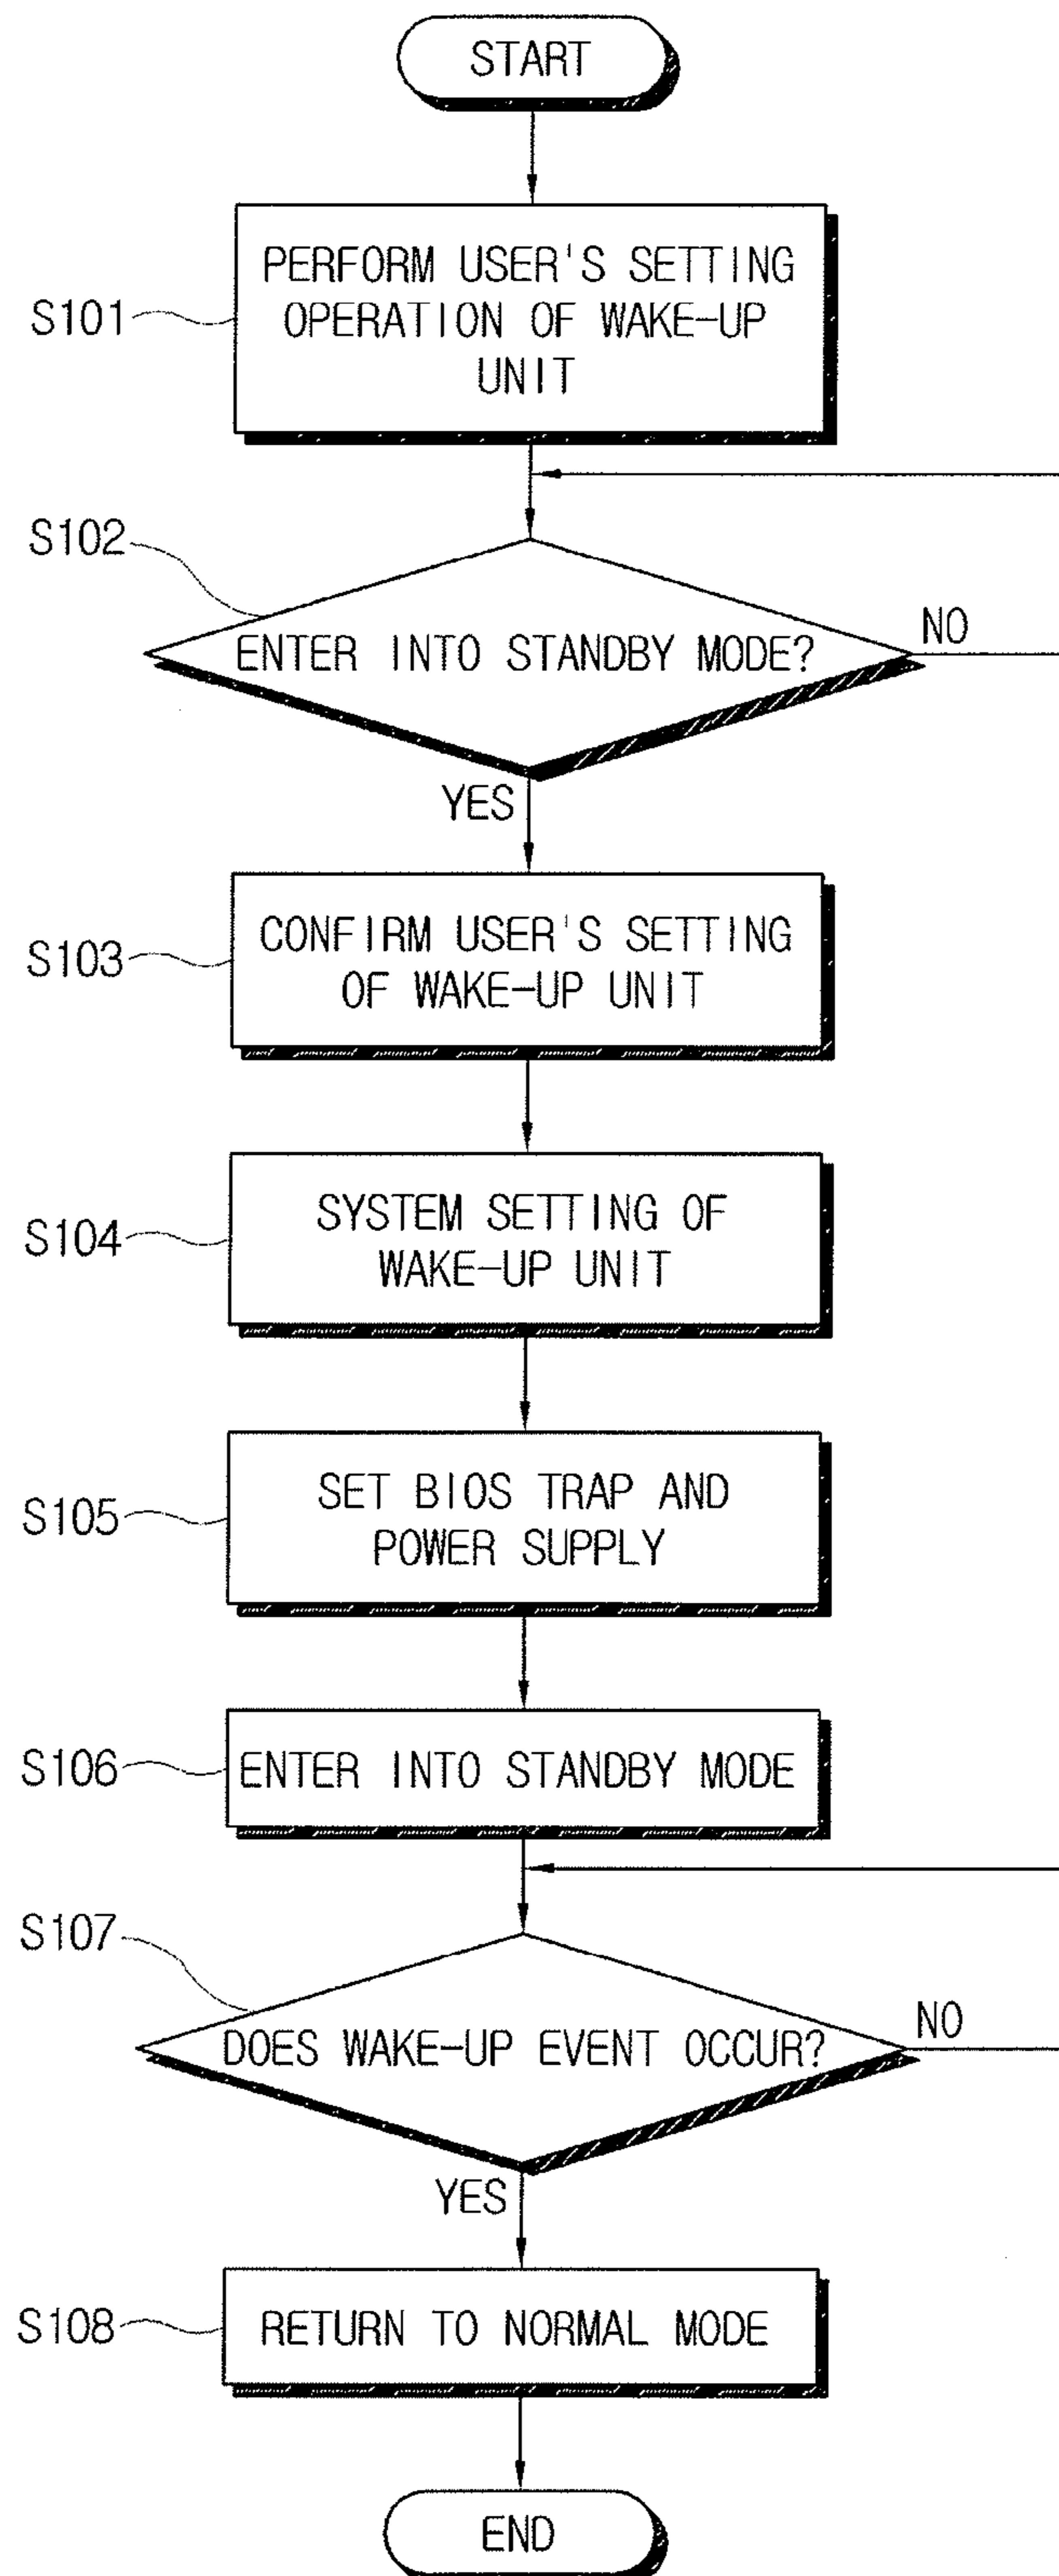 START
PERFORM USER'S SETTING
OPERATION OF WAKE-UP
UNIT
S101
S102
ENTER INTO STANDBY MODE?
NO
YES
CONFIRM USER'S SETTING
OF WAKE-UP UNIT
S103
SYSTEM SETTING OF
WAKE-UP UNIT
S104
SET BIOS TRAP AND
POWER SUPPLY
S105
S106
ENTER INTO STANDBY MODE
S107
DOES WAKE-UP EVENT OCCUR?
NO
YES
S108
RETURN TO NORMAL MODE
END